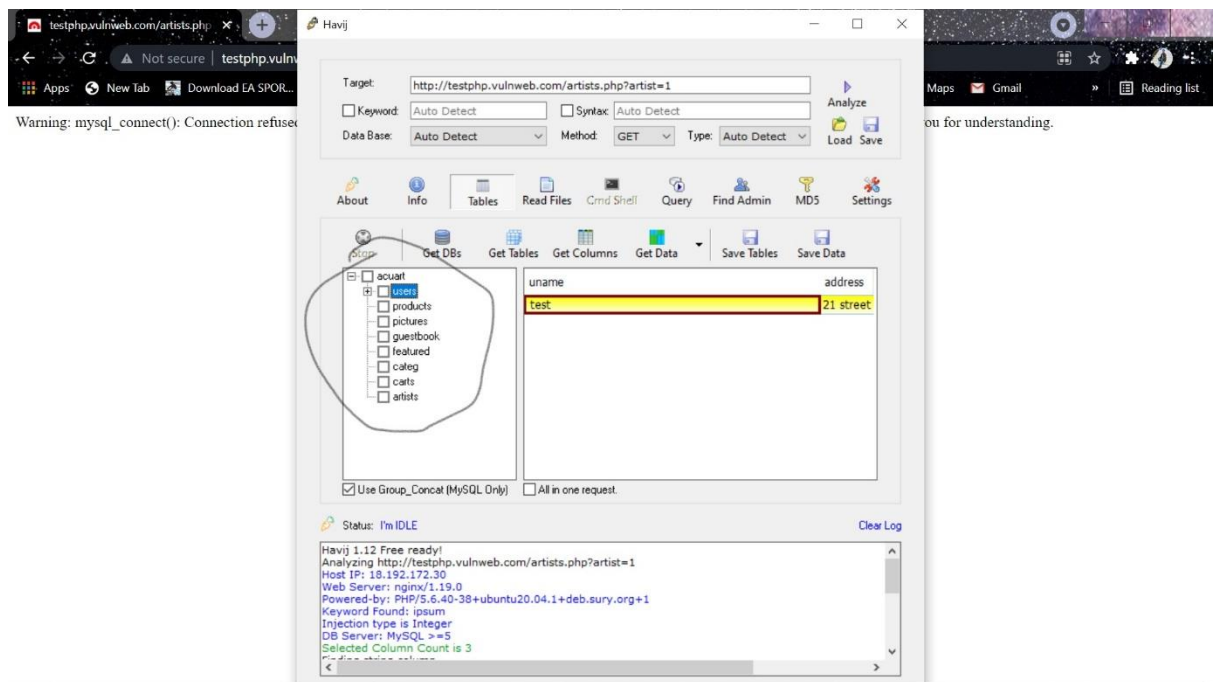 testphp.vulnweb.com/artists.php
Havij
Not secure | testphp.vulnw
Apps New Tab Download EA SPOR... Maps Gmail » Reading list
Warning: mysql_connect(): Connection refuse ou for understanding.
Target: http://testphp.vulnweb.com/artists.php?artist=1
Analyze
Keyword: Auto Detect Syntax: Auto Detect
Data Base: Auto Detect Method: GET Type: Auto Detect
Load Save
About Info Tables Read Files Cmd Shell Query Find Admin MD5 Settings
Stop Get DBs Get Tables Get Columns Get Data Save Tables Save Data
acuart
users
products
pictures
guestbook
featured
categ
carts
artists
uname address
test 21 street
Use Group_Concat (MySQL Only) All in one request.
Status: I'm IDLE Clear Log
Havij 1.12 Free ready!
Analyzing http://testphp.vulnweb.com/artists.php?artist=1
Host IP: 18.192.172.30
Web Server: nginx/1.19.0
Powered-by: PHP/5.6.40-38+ubuntu20.04.1+deb.sury.org+1
Keyword Found: ipsum
Injection type is Integer
DB Server: MySQL >=5
Selected Column Count is 3